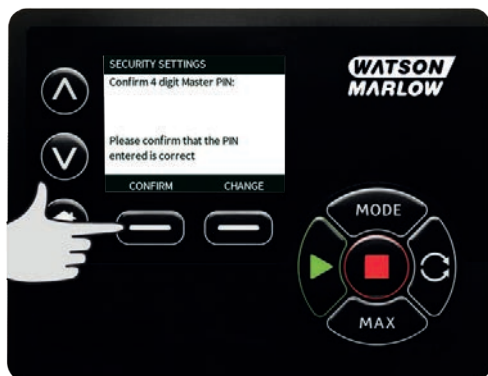 SECURITY SETTINGS
Confirm 4 digit Master PIN:
Please confirm that the PIN
entered is correct
CONFIRM CHANGE
WATSON
MARLOW
MODE
MAX